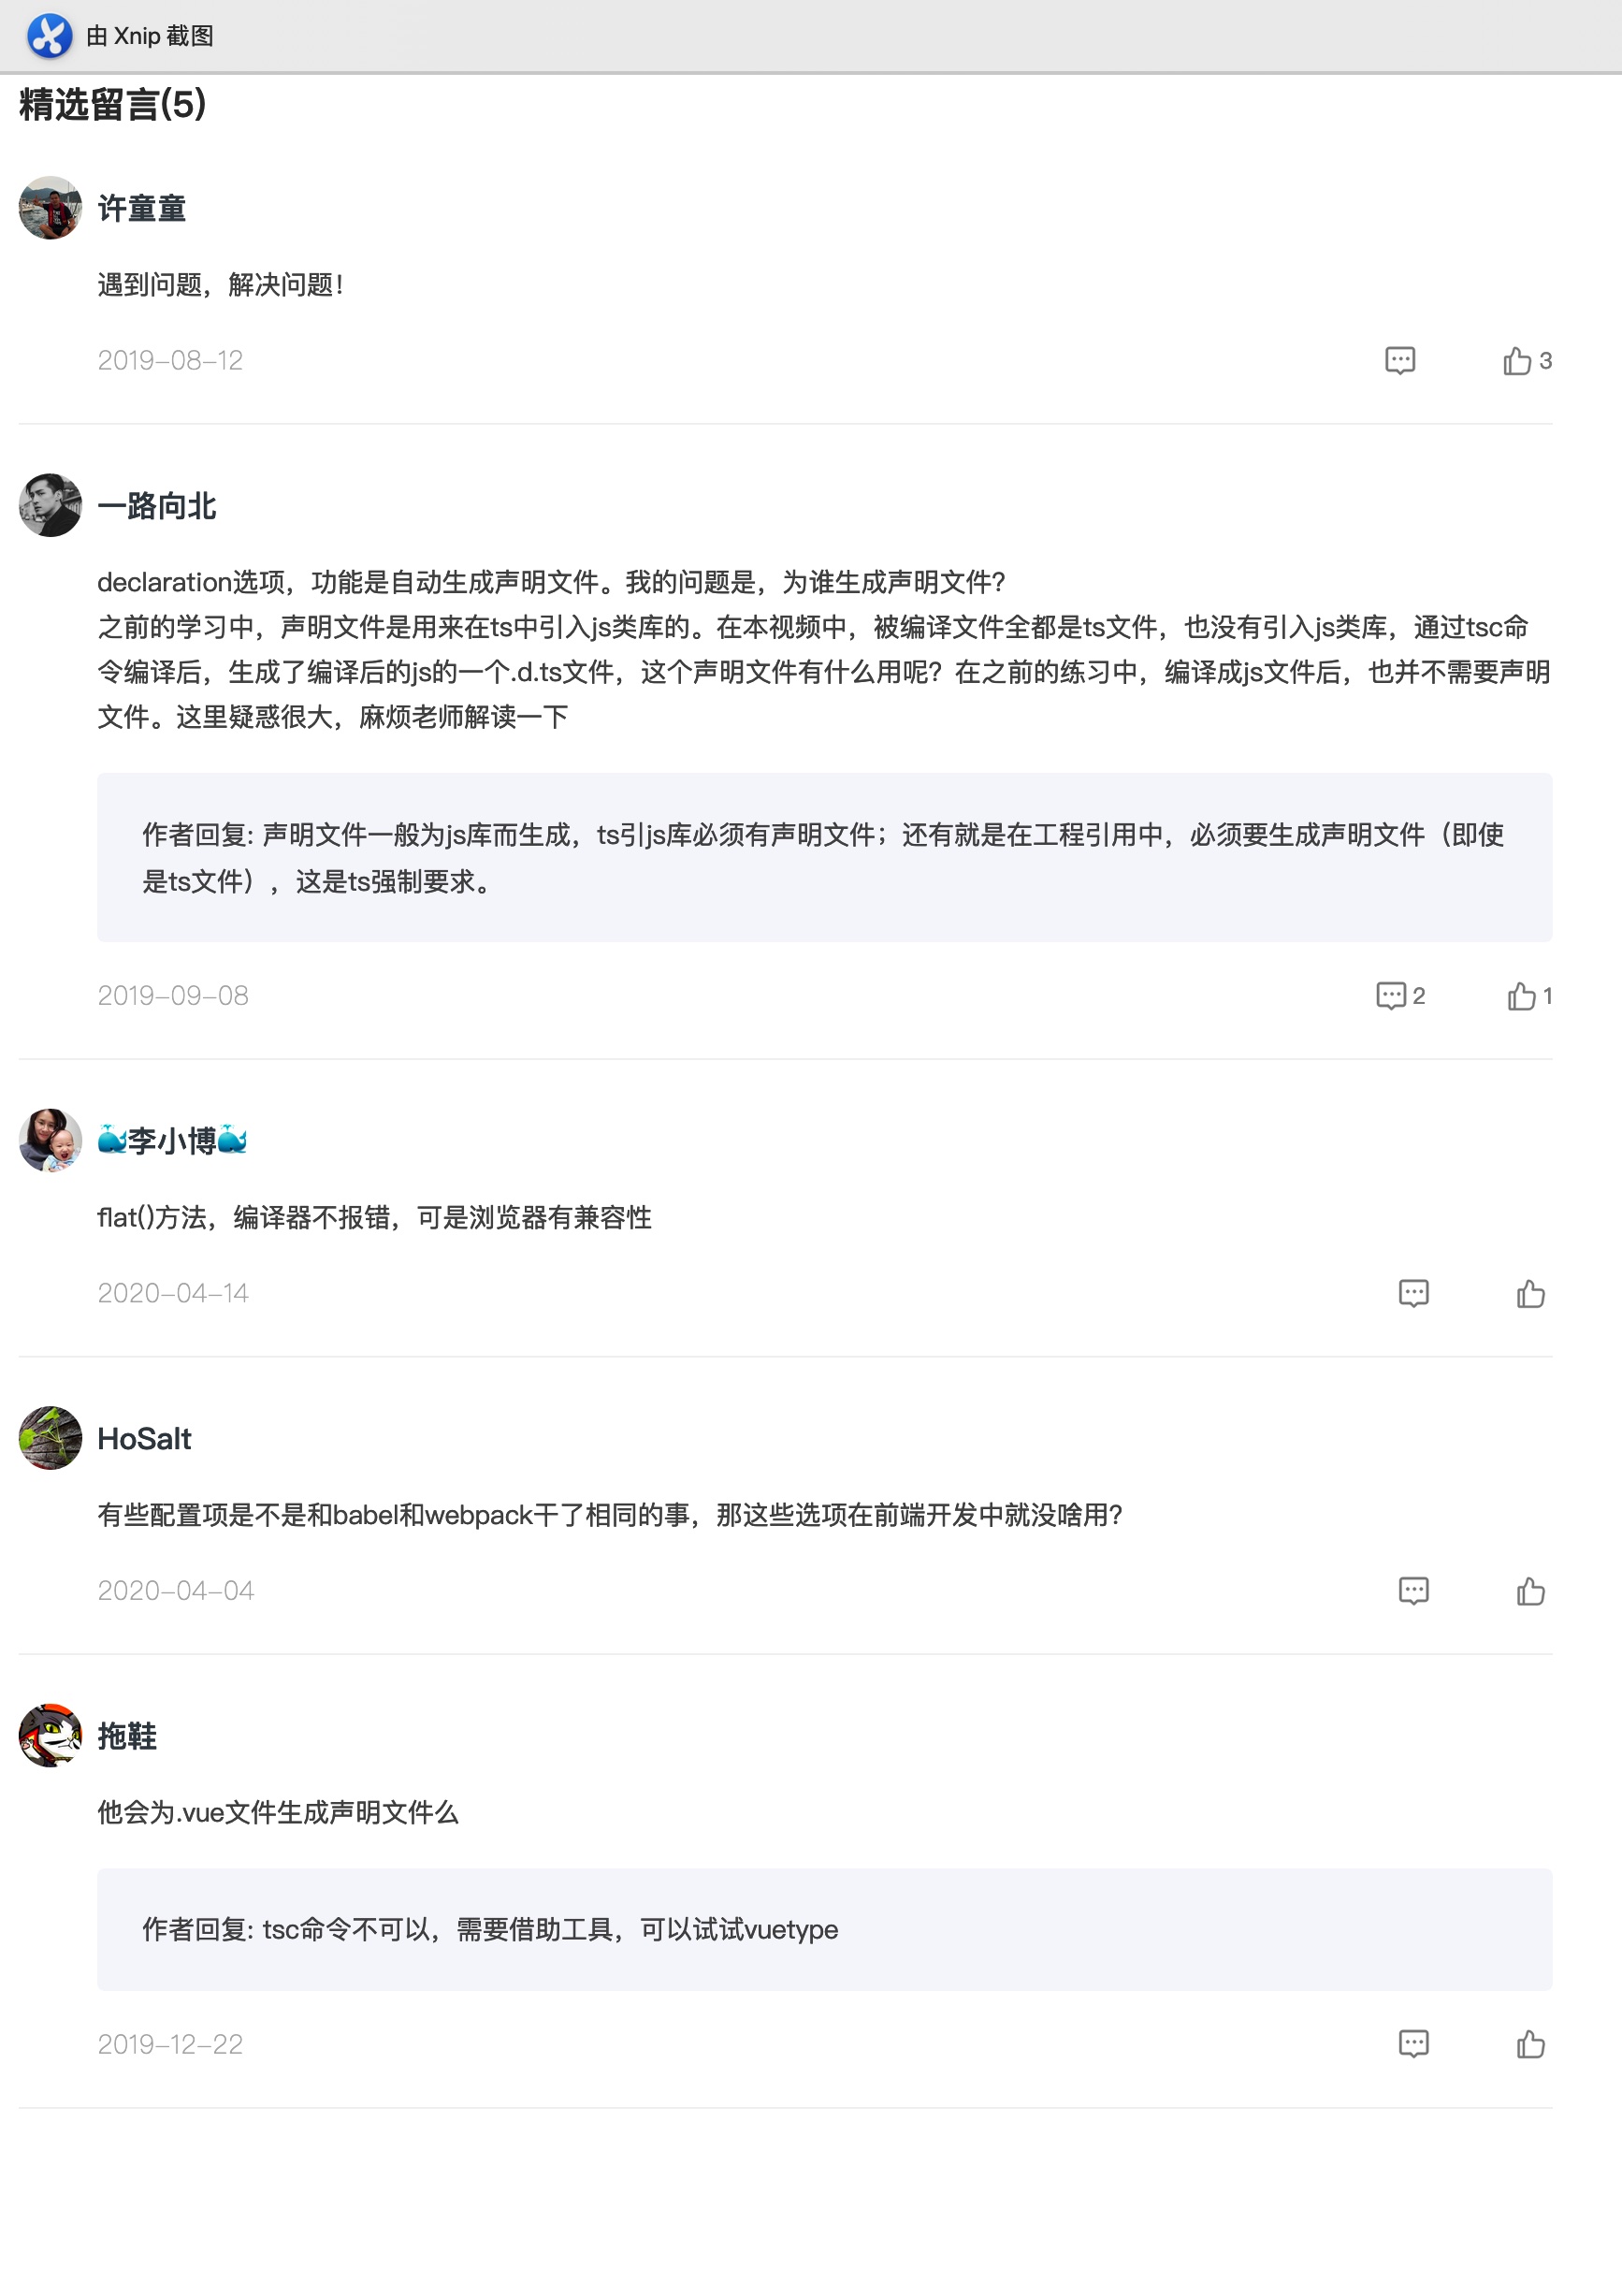 由 Xnip 截图
精选留言(5)
许童童
遇到问题，解决问题！
2019-08-12
3
一路向北
declaration选项，功能是自动生成声明文件。我的问题是，为谁生成声明文件？
之前的学习中，声明文件是用来在ts中引入js类库的。在本视频中，被编译文件全都是ts文件，也没有引入js类库，通过tsc命
令编译后，生成了编译后的js的一个.d.ts文件，这个声明文件有什么用呢？在之前的练习中，编译成js文件后，也并不需要声明
文件。这里疑惑很大，麻烦老师解读一下
作者回复: 声明文件一般为js库而生成，ts引js库必须有声明文件；还有就是在工程引用中，必须要生成声明文件（即使
是ts文件），这是ts强制要求。
2019-09-08
2
1
🐳李小博🐳
flat()方法，编译器不报错，可是浏览器有兼容性
2020-04-14
HoSalt
有些配置项是不是和babel和webpack干了相同的事，那这些选项在前端开发中就没啥用？
2020-04-04
拖鞋
他会为.vue文件生成声明文件么
作者回复: tsc命令不可以，需要借助工具，可以试试vuetype
2019-12-22